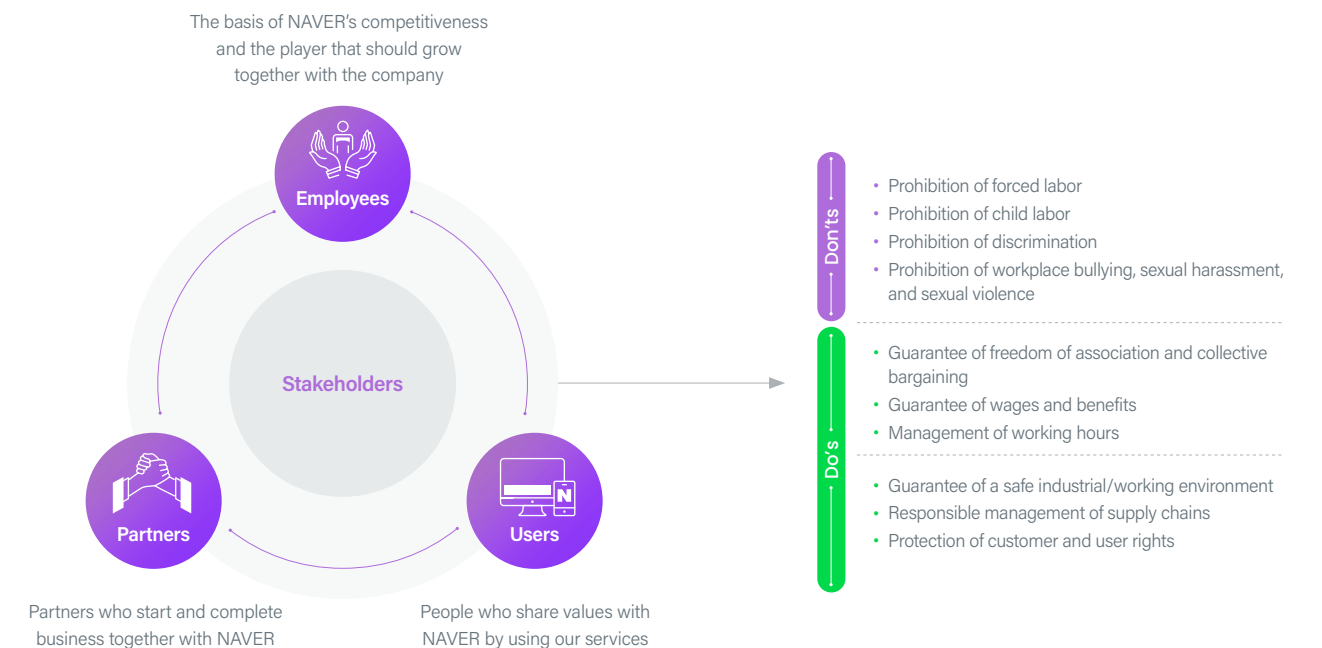 The basis of NAVER’s competitiveness
and the player that should grow
together with the company
Employees
Stakeholders
Partners
N
Users
Partners who start and complete
business together with NAVER
People who share values with
NAVER by using our services
Don’ts
• Prohibition of forced labor
• Prohibition of child labor
• Prohibition of discrimination
• Prohibition of workplace bullying, sexual harassment,
and sexual violence
Do’s
• Guarantee of freedom of association and collective
bargaining
• Guarantee of wages and benefits
• Management of working hours
• Guarantee of a safe industrial/working environment
• Responsible management of supply chains
• Protection of customer and user rights